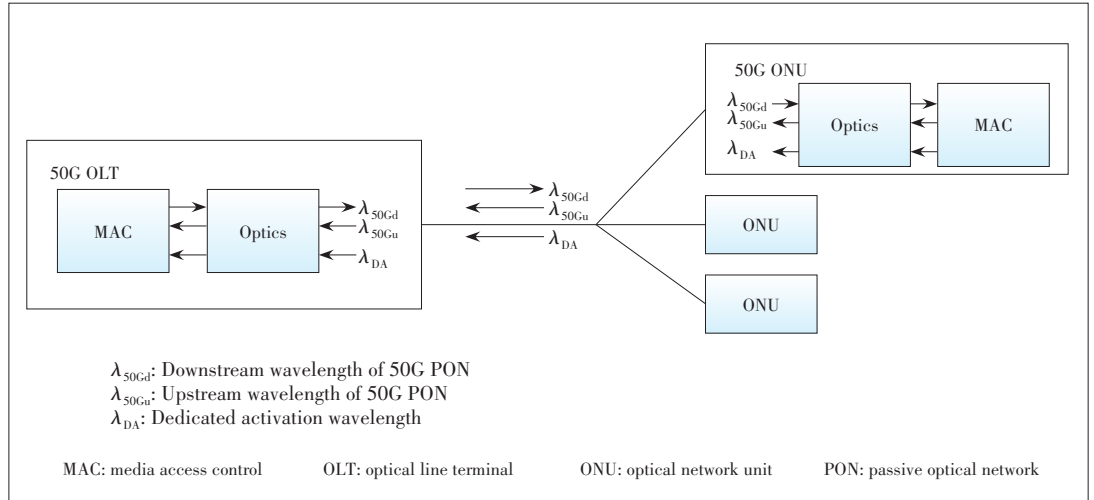 50G OLT
MAC
Optics
λ50Gd
λ50Gu
λDA
λ50Gd
λ50Gu
λDA
50G ONU
λ50Gd
λ50Gu
λDA
Optics
MAC
ONU
ONU
λ50Gd: Downstream wavelength of 50G PON
λ50Gu: Upstream wavelength of 50G PON
λDA: Dedicated activation wavelength
MAC: media access control OLT: optical line terminal ONU: optical network unit PON: passive optical network